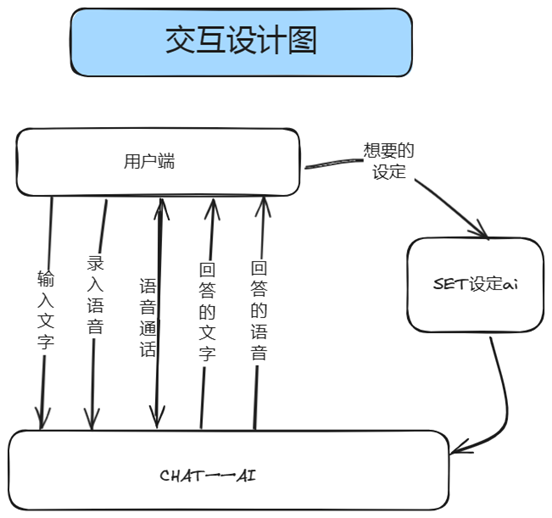 交互设计图
用户端
想要的
设定
输入文字
录入语音
语音通话
回答的文字
回答的语音
SET设定ai
CHAT——AI